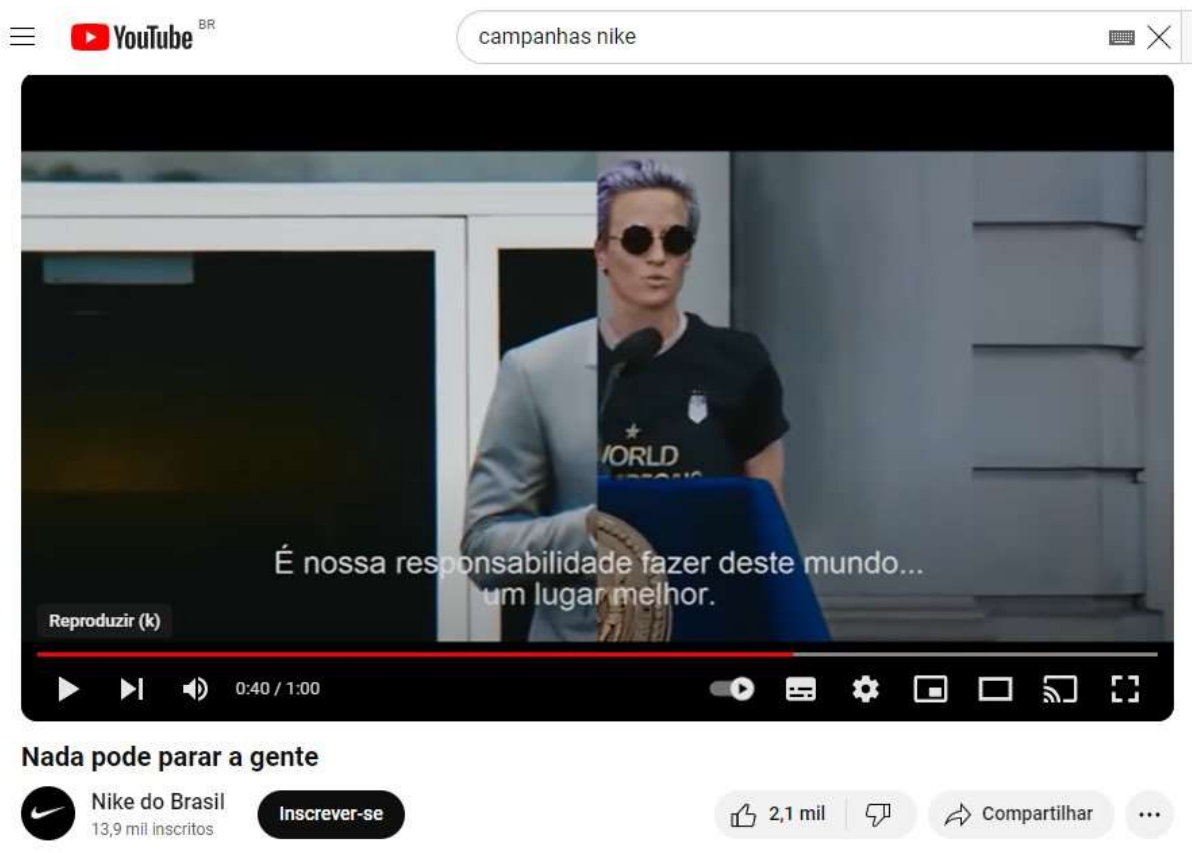 YouTube BR
campanhas nike
WORLD
É nossa responsabilidade fazer deste mundo...
um lugar melhor.
Reproduzir (k)
0:40 / 1:00
Nada pode parar a gente
Nike do Brasil
13,9 mil inscritos
Inscrever-se
2,1 mil
Compartilhar